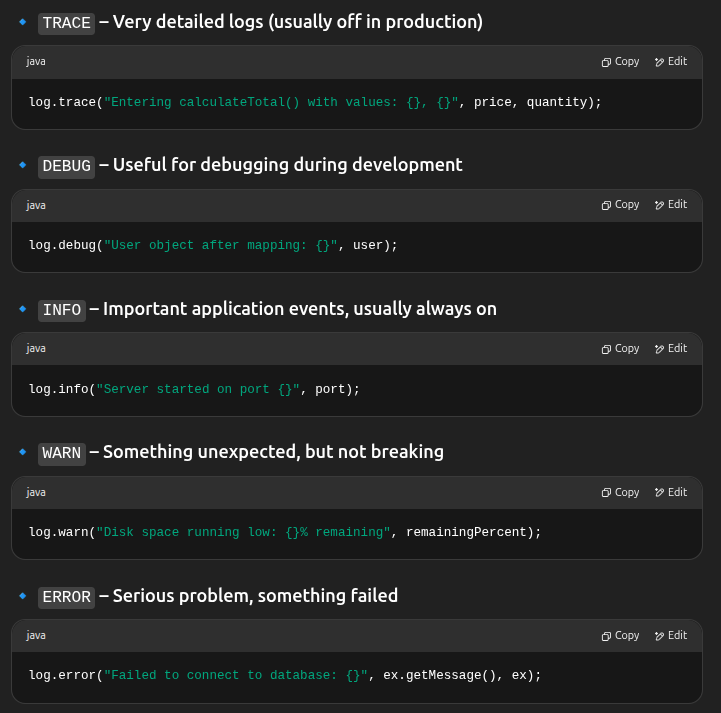 TRACE – Very detailed logs (usually off in production)
java Copy Edit
log.trace("Entering calculateTotal() with values: {}, {}", price, quantity);
DEBUG – Useful for debugging during development
java Copy Edit
log.debug("User object after mapping: {}", user);
INFO – Important application events, usually always on
java Copy Edit
log.info("Server started on port {}", port);
WARN – Something unexpected, but not breaking
java Copy Edit
log.warn("Disk space running low: {}% remaining", remainingPercent);
ERROR – Serious problem, something failed
java Copy Edit
log.error("Failed to connect to database: {}", ex.getMessage(), ex);